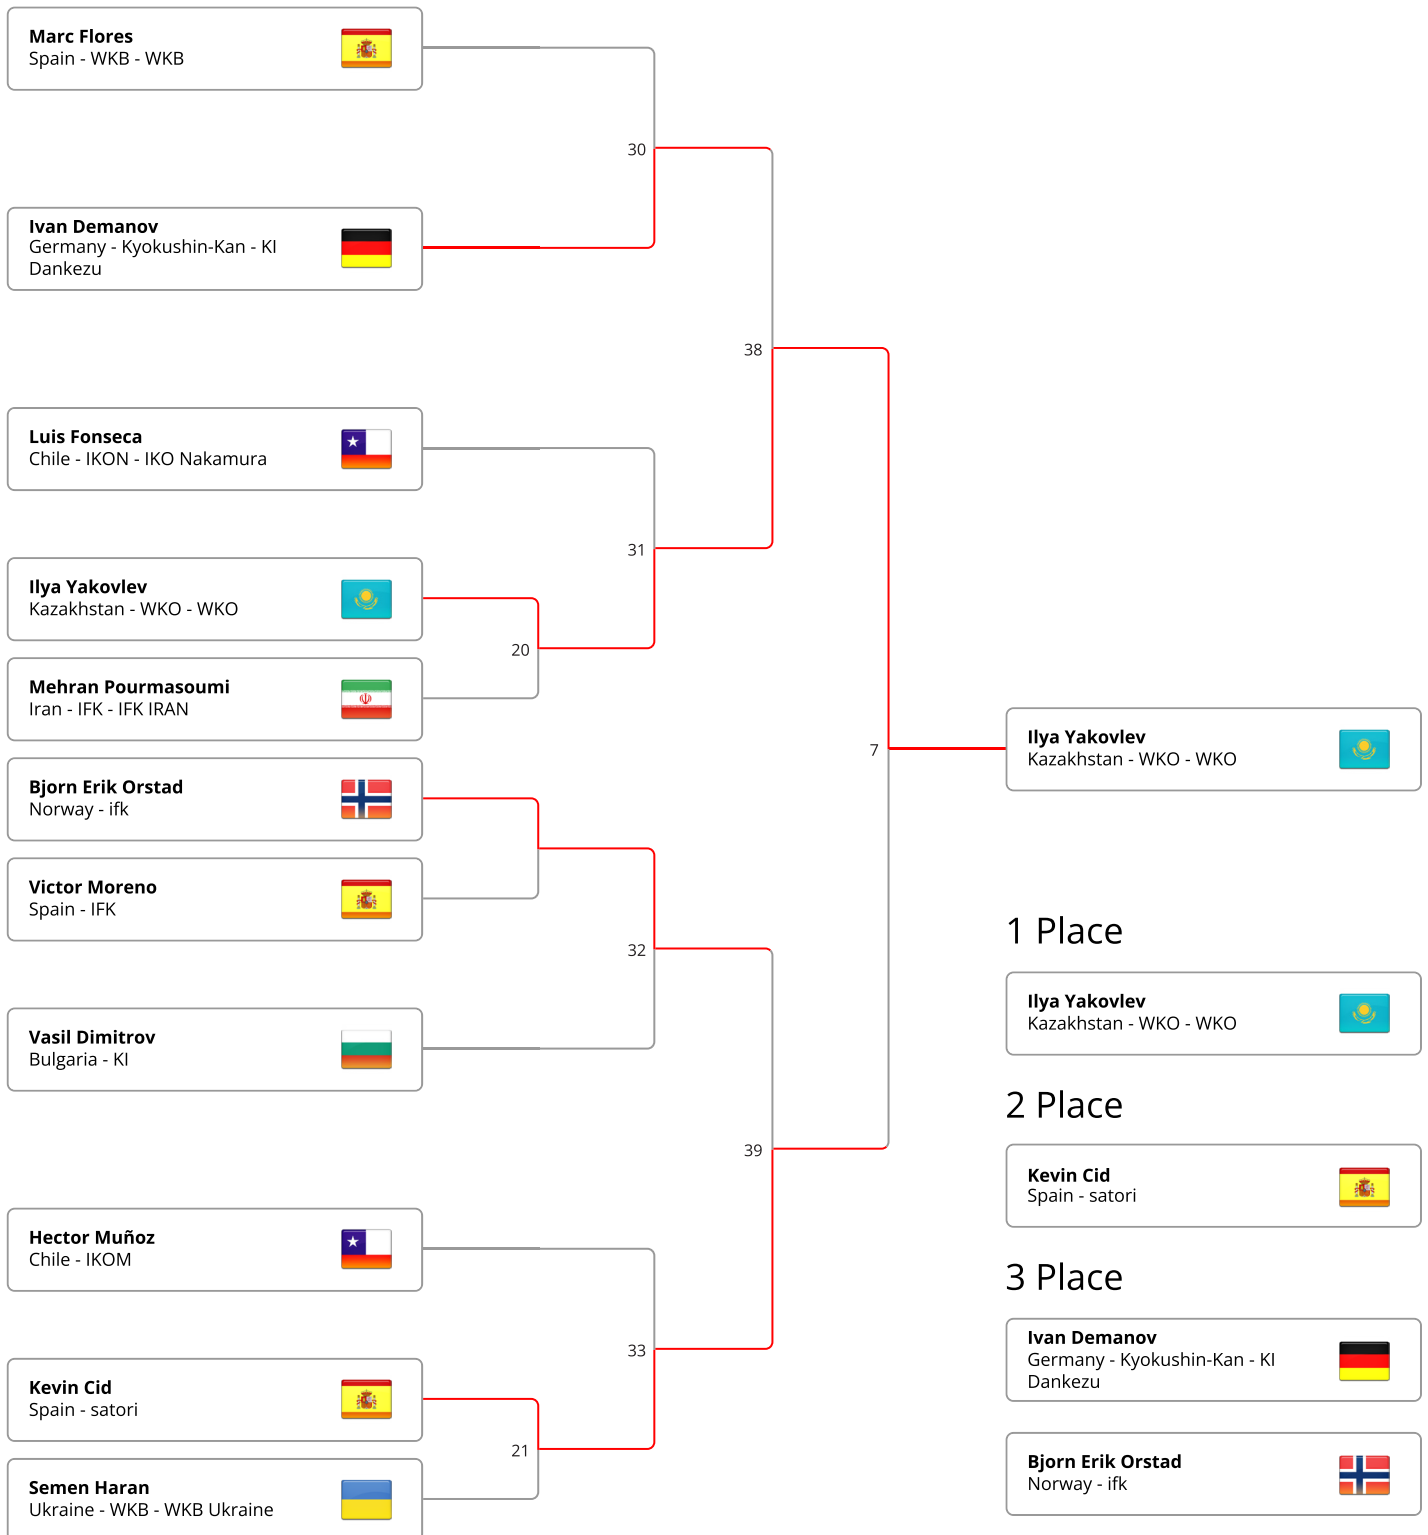 Marc Flores
Spain - WKB - WKB
30
Ivan Demanov
Germany - Kyokushin-Kan - KI
Dankezu
38
Luis Fonseca
Chile - IKON - IKO Nakamura
31
Ilya Yakovlev
Kazakhstan - WKO - WKO
20
Mehran Pourmasoumi
Iran - IFK - IFK IRAN
7
Ilya Yakovlev
Kazakhstan - WKO - WKO
Bjorn Erik Orstad
Norway - ifk
Victor Moreno
Spain - IFK
32
Vasil Dimitrov
Bulgaria - KI
39
Hector Muñoz
Chile - IKOM
33
Kevin Cid
Spain - satori
21
Semen Haran
Ukraine - WKB - WKB Ukraine
1 Place
Ilya Yakovlev
Kazakhstan - WKO - WKO
2 Place
Kevin Cid
Spain - satori
3 Place
Ivan Demanov
Germany - Kyokushin-Kan - KI
Dankezu
Bjorn Erik Orstad
Norway - ifk